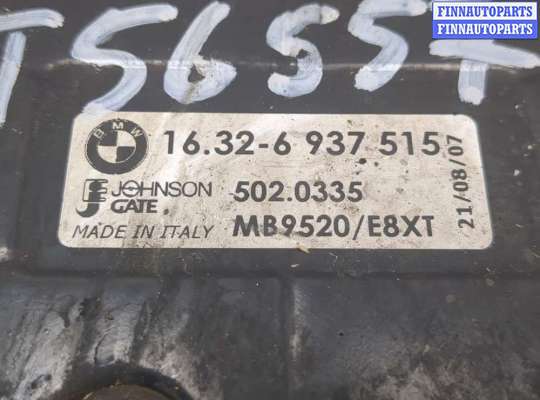 FINNAUTOPARTS
FINNAUTOPARTS
T5655T
BMW
16.32-6 937 515
JOHNSON
GATE
502.0335
MADE IN ITALY
MB9520/E8XT
21/08/07